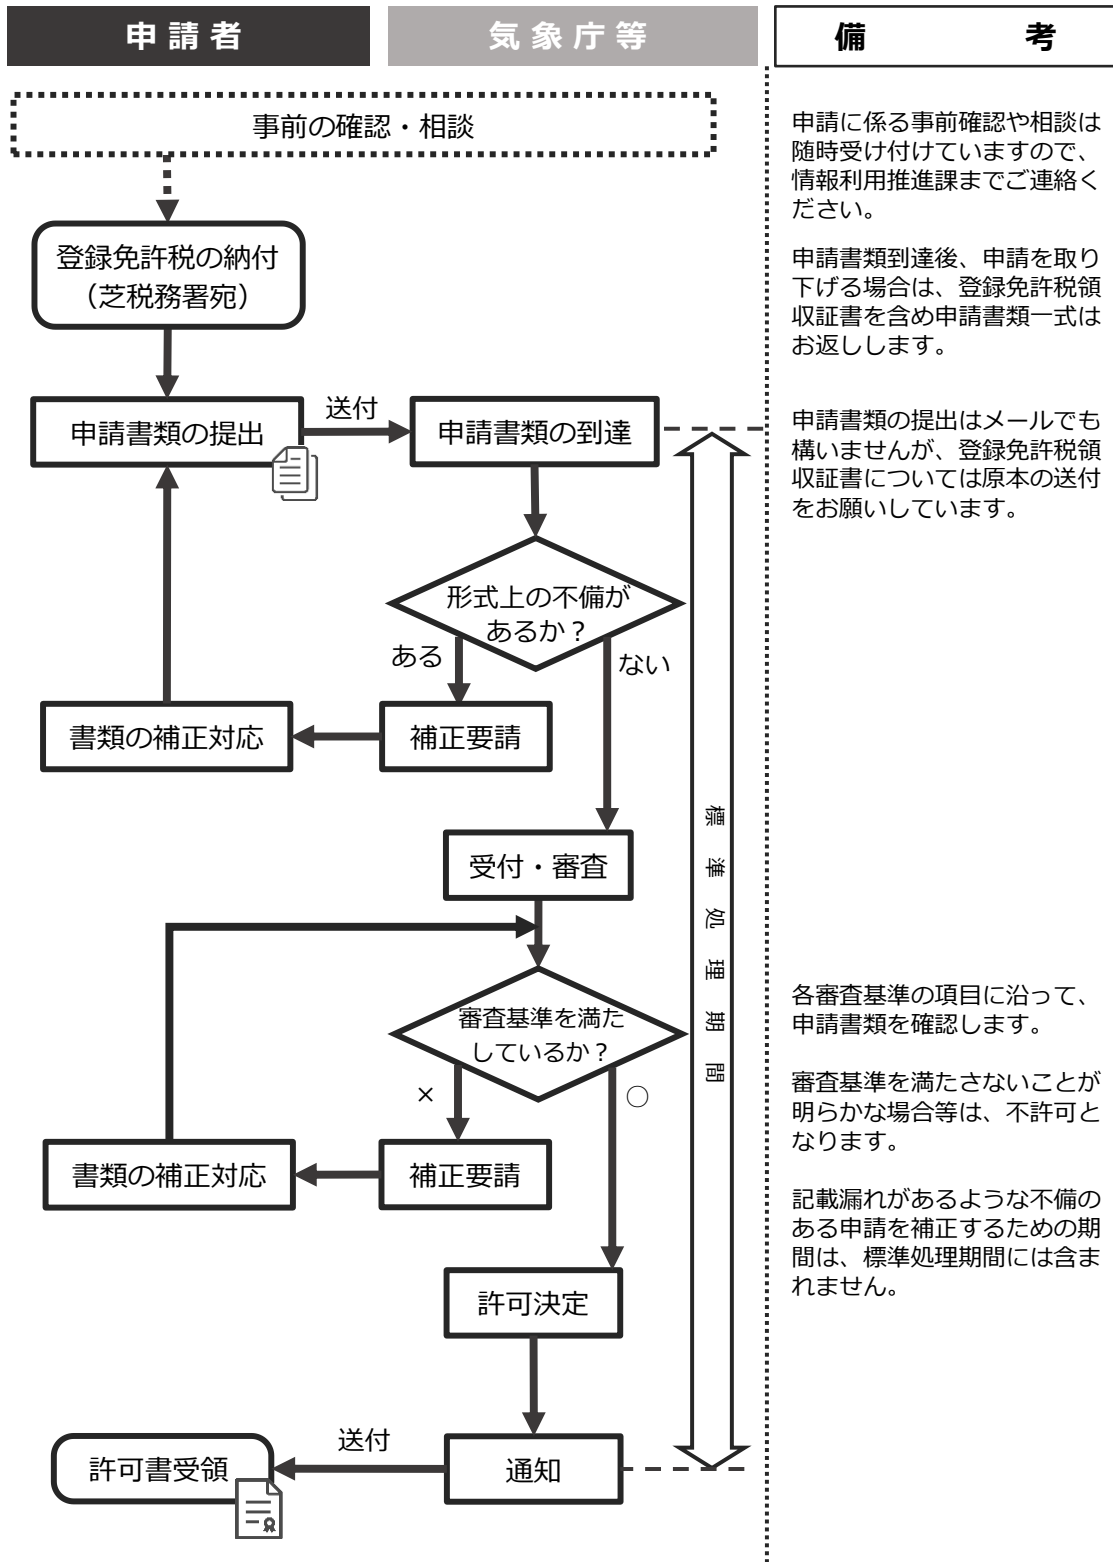 申請者
気象庁等
備考
事前の確認・相談
申請に係る事前確認や相談は
随時受け付けていますので、
情報利用推進課までご連絡く
ださい。
登録免許税の納付
（芝税務署宛）
申請書類到達後、申請を取り
下げる場合は、登録免許税領
収証書を含め申請書類一式は
お返しします。
申請書類の提出
送付
申請書類の到達
申請書類の提出はメールでも
構いませんが、登録免許税領
収証書については原本の送付
をお願いしています。
形式上の不備が
あるか？
ある
ない
書類の補正対応
補正要請
標準処理期間
受付・審査
審査基準を満た
しているか？
×
○
各審査基準の項目に沿って、
申請書類を確認します。
審査基準を満たさないことが
明らかな場合等は、不許可と
なります。
書類の補正対応
補正要請
記載漏れがあるような不備の
ある申請を補正するための期
間は、標準処理期間には含ま
れません。
許可決定
許可書受領
送付
通知